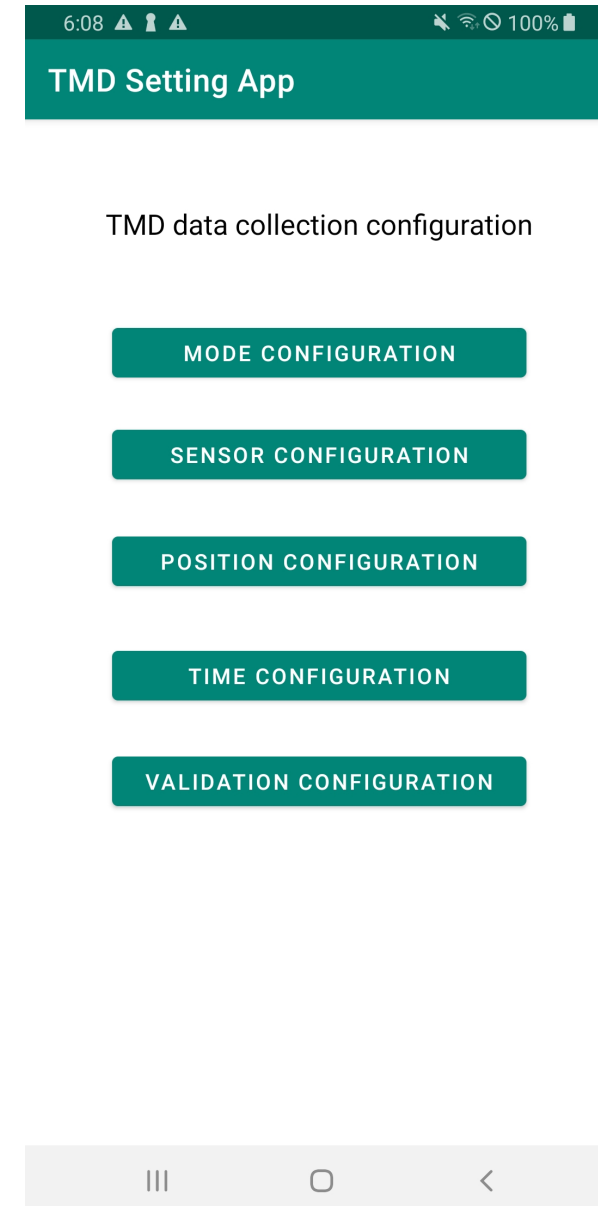 6:08 100%
TMD Setting App
TMD data collection configuration
MODE CONFIGURATION
SENSOR CONFIGURATION
POSITION CONFIGURATION
TIME CONFIGURATION
VALIDATION CONFIGURATION